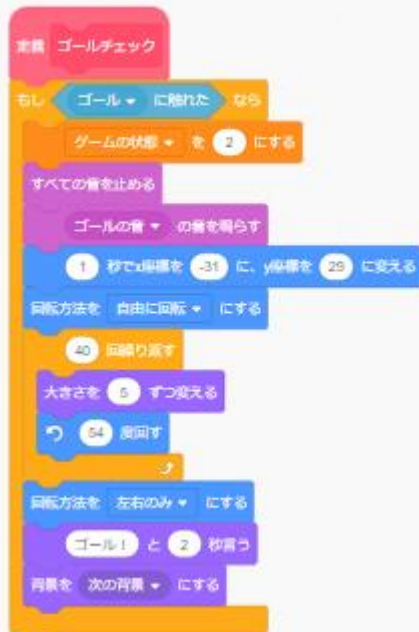 定義 ゴールチェック
もし ゴール に触れた なら
ゲームの状態 を 2 にする
すべての音を止める
ゴールの音 の音を鳴らす
1 秒でx座標を -31 に、y座標を 29 に変える
回転方法を 自由に回転 にする
40 回繰り返す
大きさを 5 ずつ変える
54 度回す
回転方法を 左右のみ にする
ゴール! と 2 秒言う
背景を 次の背景 にする